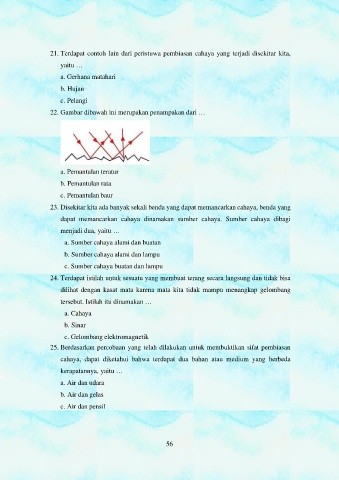 21. Terdapat contoh lain dari peristuwa pembiasan cahaya yang terjadi disekitar kita,
yaitu …
a. Gerhana matahari
b. Hujan
c. Pelangi
22. Gambar dibawah ini merupakan penampakan dari …
a. Pemantulan teratur
b. Pemantulan rata
c. Pemantulan baur
23. Disekitar kita ada banyak sekali benda yang dapat memancarkan cahaya, benda yang
dapat memancarkan cahaya dinamakan sumber cahaya. Sumber cahaya dibagi
menjadi dua, yaitu …
a. Sumber cahaya alami dan buatan
b. Sumber cahaya alami dan lampu
c. Sumber cahaya buatan dan lampu
24. Terdapat istilah untuk sesuatu yang membuat terang secara langsung dan tidak bisa
dilihat dengan kasat mata karena mata kita tidak mampu menangkap gelombang
tersebut. Istilah itu dinamakan …
a. Cahaya
b. Sinar
c. Gelombang elektromagnetik
25. Berdasarkan percobaan yang telah dilakukan untuk membuktikan sifat pembiasan
cahaya, dapat diketahui bahwa terdapat dua bahan atau medium yang berbeda
kerapatannya, yaitu …
a. Air dan udara
b. Air dan gelas
c. Air dan pensil
56